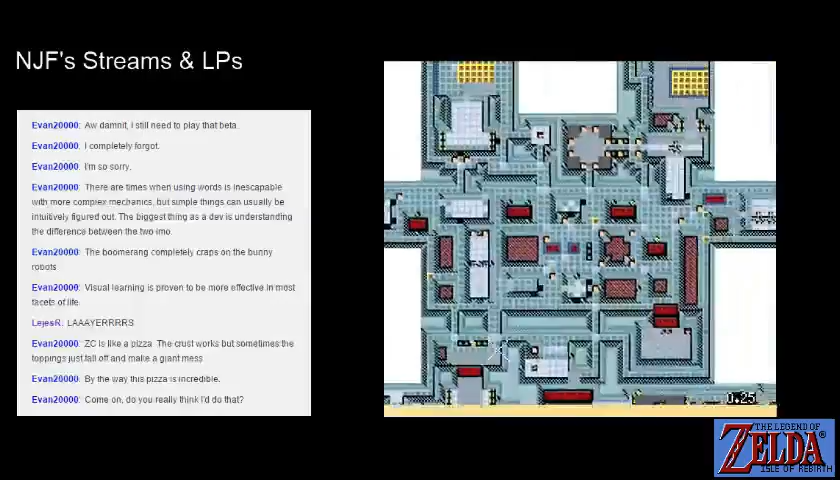 NJF's Streams & LPs
Evan20000: Aw damnit, I still need to play that beta.
Evan20000: I completely forgot.
Evan20000: I'm so sorry.
Evan20000: There are times when using words is inescapable
with more complex mechanics, but simple things can usually be
intuitively figured out. The biggest thing as a dev is understanding
the difference between the two imo.
Evan20000: The boomerang completely craps on the bunny
robots
Evan20000: Visual learning is proven to be more effective in most
facets of life.
LejesR: LAAAYERRRRS
Evan20000: ZC is like a pizza. The crust works but sometimes the
toppings just fall off and make a giant mess
Evan20000: By the way this pizza is incredible.
Evan20000: Come on, do you really think I'd do that?
0.25
THE LEGEND OF
ZELDA®
ISLE OF REBIRTH